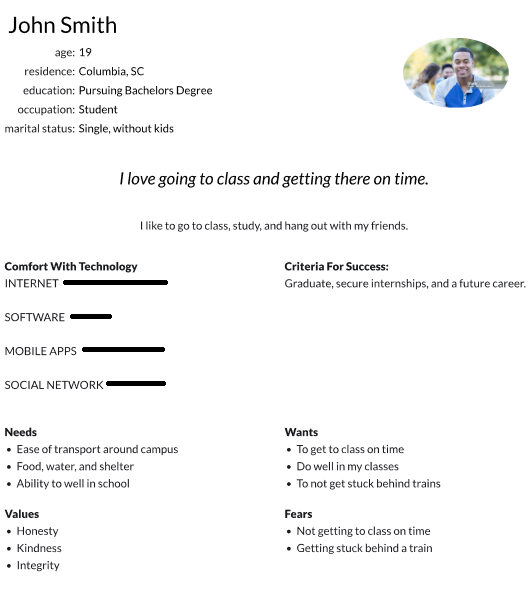 John Smith
age: 19
residence: Columbia, SC
education: Pursuing Bachelors Degree
occupation: Student
marital status: Single, without kids
I love going to class and getting there on time.
I like to go to class, study, and hang out with my friends.
Comfort With Technology
INTERNET
SOFTWARE
MOBILE APPS
SOCIAL NETWORK
Criteria For Success:
Graduate, secure internships, and a future career.
Needs
• Ease of transport around campus
• Food, water, and shelter
• Ability to well in school
Wants
• To get to class on time
• Do well in my classes
• To not get stuck behind trains
Values
• Honesty
• Kindness
• Integrity
Fears
• Not getting to class on time
• Getting stuck behind a train